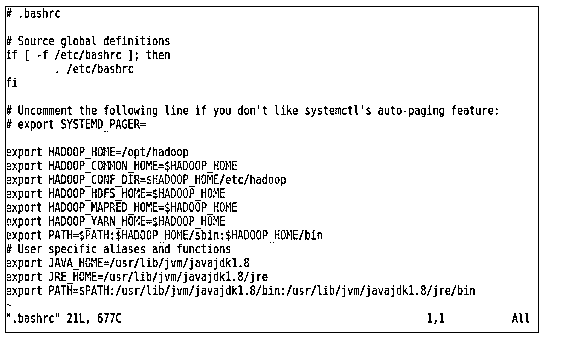 # .bashrc
# Source global definitions
if [ -f /etc/bashrc ]; then
. /etc/bashrc
fi
# Uncomment the following line if you don't like systemctl's auto-paging feature:
# export SYSTEMD_PAGER=
export HADOOP_HOME=/opt/hadoop
export HADOOP_COMMON_HOME=$HADOOP_HOME
export HADOOP_CONF_DIR=$HADOOP_HOME/etc/hadoop
export HADOOP_HDFS_HOME=$HADOOP_HOME
export HADOOP_MAPRED_HOME=$HADOOP_HOME
export HADOOP_YARN_HOME=$HADOOP_HOME
export PATH=$PATH:$HADOOP_HOME/sbin:$HADOOP_HOME/bin
# User specific aliases and functions
export JAVA_HOME=/usr/lib/jvm/javajdk1.8
export JRE_HOME=/usr/lib/jvm/javajdk1.8/jre
export PATH=$PATH:/usr/lib/jvm/javajdk1.8/bin:/usr/lib/jvm/javajdk1.8/jre/bin
~
".bashrc" 21L, 677C 1,1 All